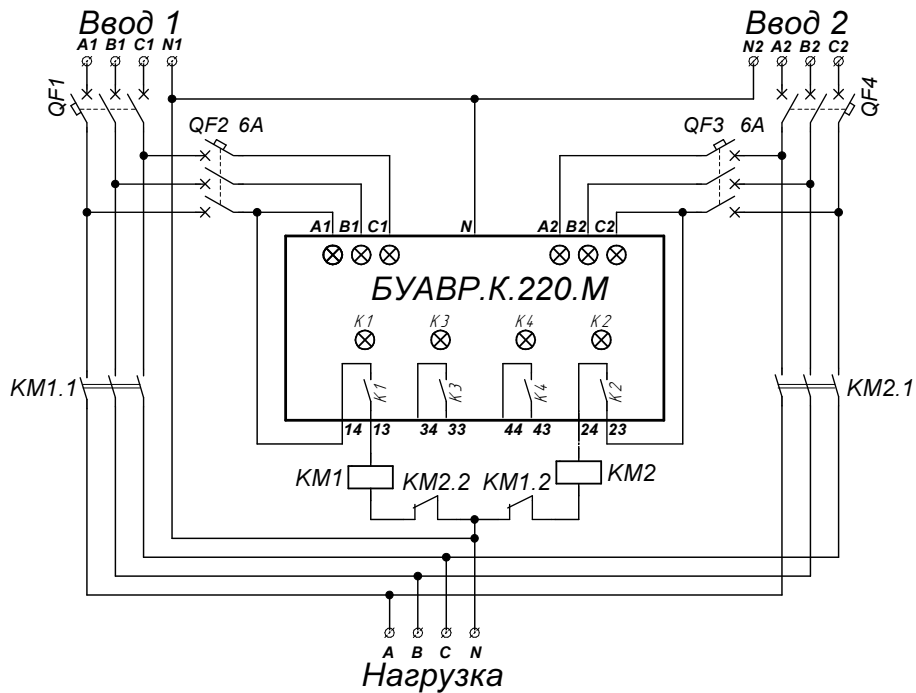 Ввод 1
Ввод 2
A1 B1 C1 N1
N2 A2 B2 C2
QF1
QF4
QF2 6А
QF3 6А
A1 B1 C1
N
A2 B2 C2
БУАВР.К.220.М
K1
K3
K4
K2
K1
K3
K4
K2
KM1.1
KM2.1
14 13
34 33
44 43
24 23
KM1
KM2.2
KM1.2
KM2
A B C N
Нагрузка